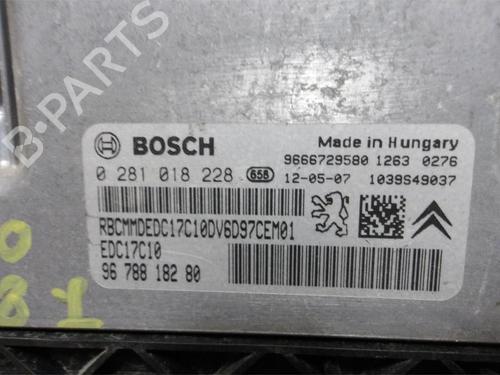 B-PARTS
BOSCH
Made in Hungary
9666729580 1263 0276
0 281 018 228 658 12-05-07 1039S49037
RBCMMDEDC17C10DV6D97CEM01
EDC17C10
96 788 182 80